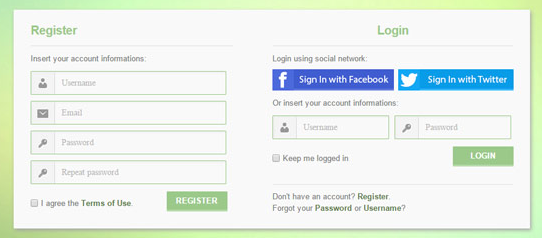 Register
Insert your account informations:
Username
Email
Password
Repeat password
I agree the Terms of Use.
REGISTER
Login
Login using social network:
f Sign In with Facebook
Sign In with Twitter
Or insert your account informations:
Username
Password
Keep me logged in
LOGIN
Don't have an account? Register.
Forgot your Password or Username?